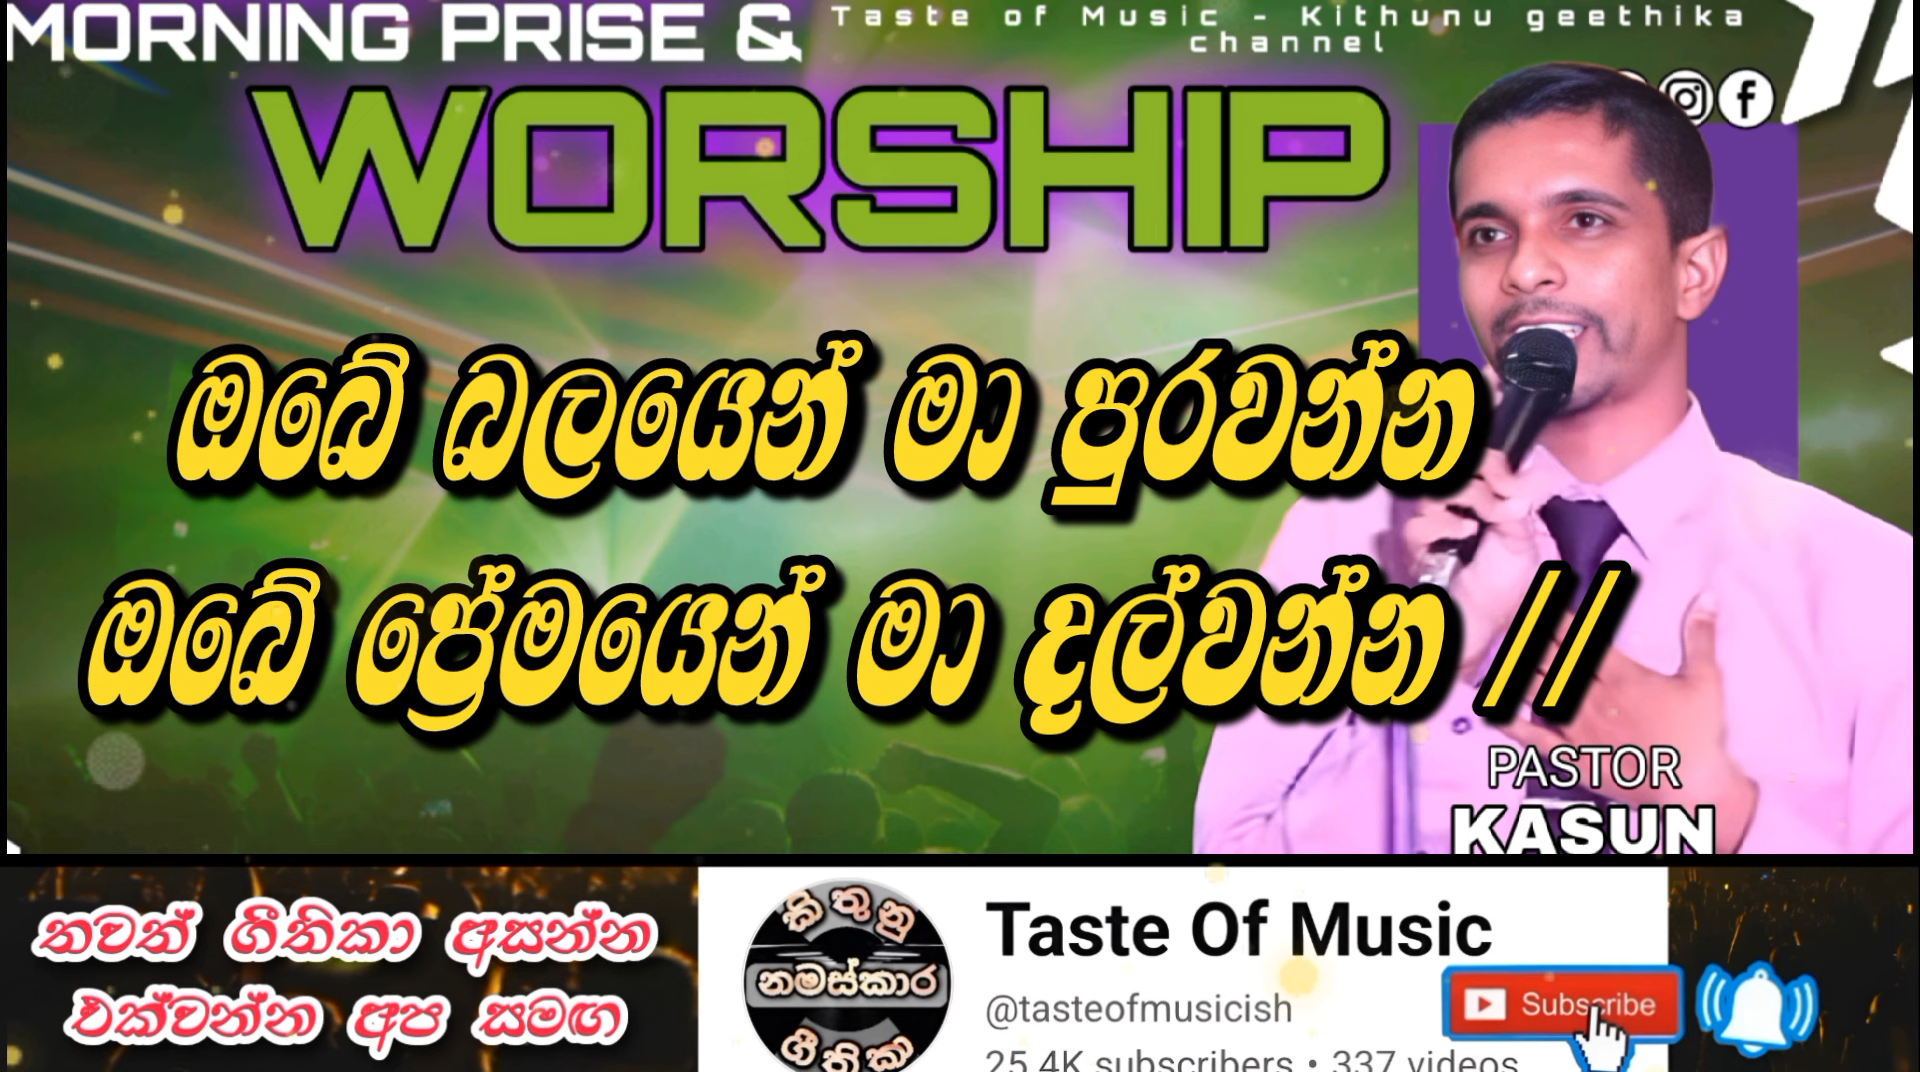 MORNING PRISE &
Taste of Music - Kithunu geethika
channel
WORSHIP
ඔබේ බලයෙන් මා පුරවන්න
ඔබේ ප්‍රේමයෙන් මා දල්වන්න //
PASTOR
KASUN
තවත් ගීතිකා අසන්න
එක්වන්න අප සමඟ
කිතුනු
නමස්කාර
ගීතිකා
Taste Of Music
@tasteofmusicish
Subscribe
25.4K subscribers • 337 videos